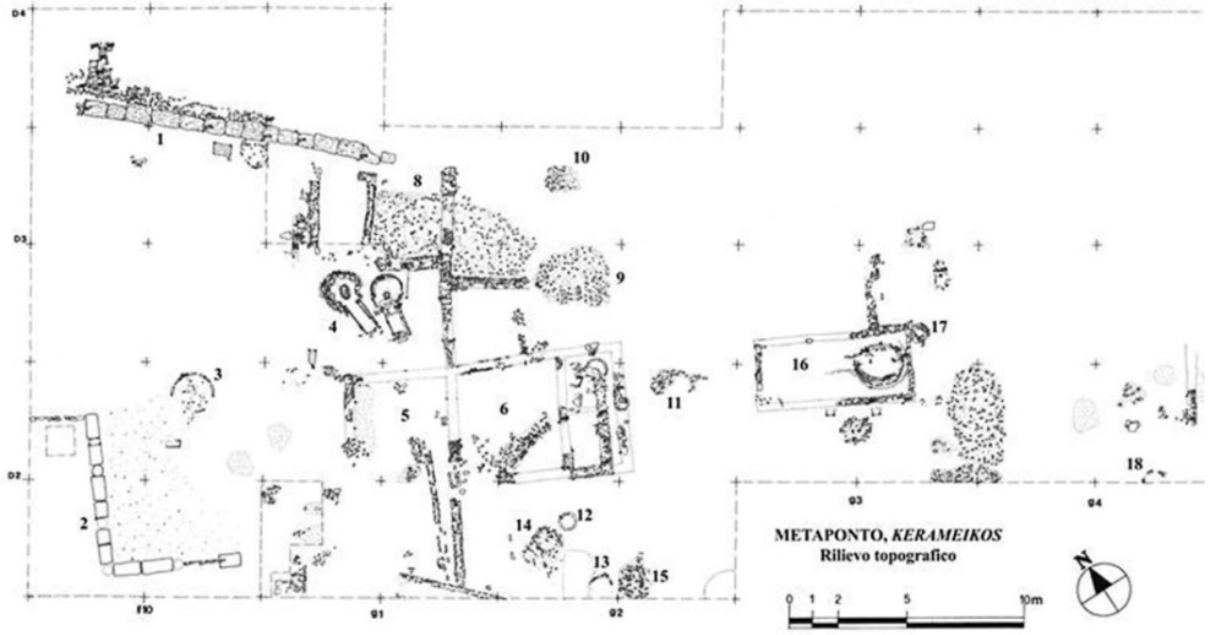 D4
1
10
8
D3
9
4
17
3
16
11
5
6
D2
18
g3
g4
2
12
14
METAPONTO, KERAMEIKOS
Rilievo topografico
13
15
0 1 2 5 10m
N
f10
g1
g2